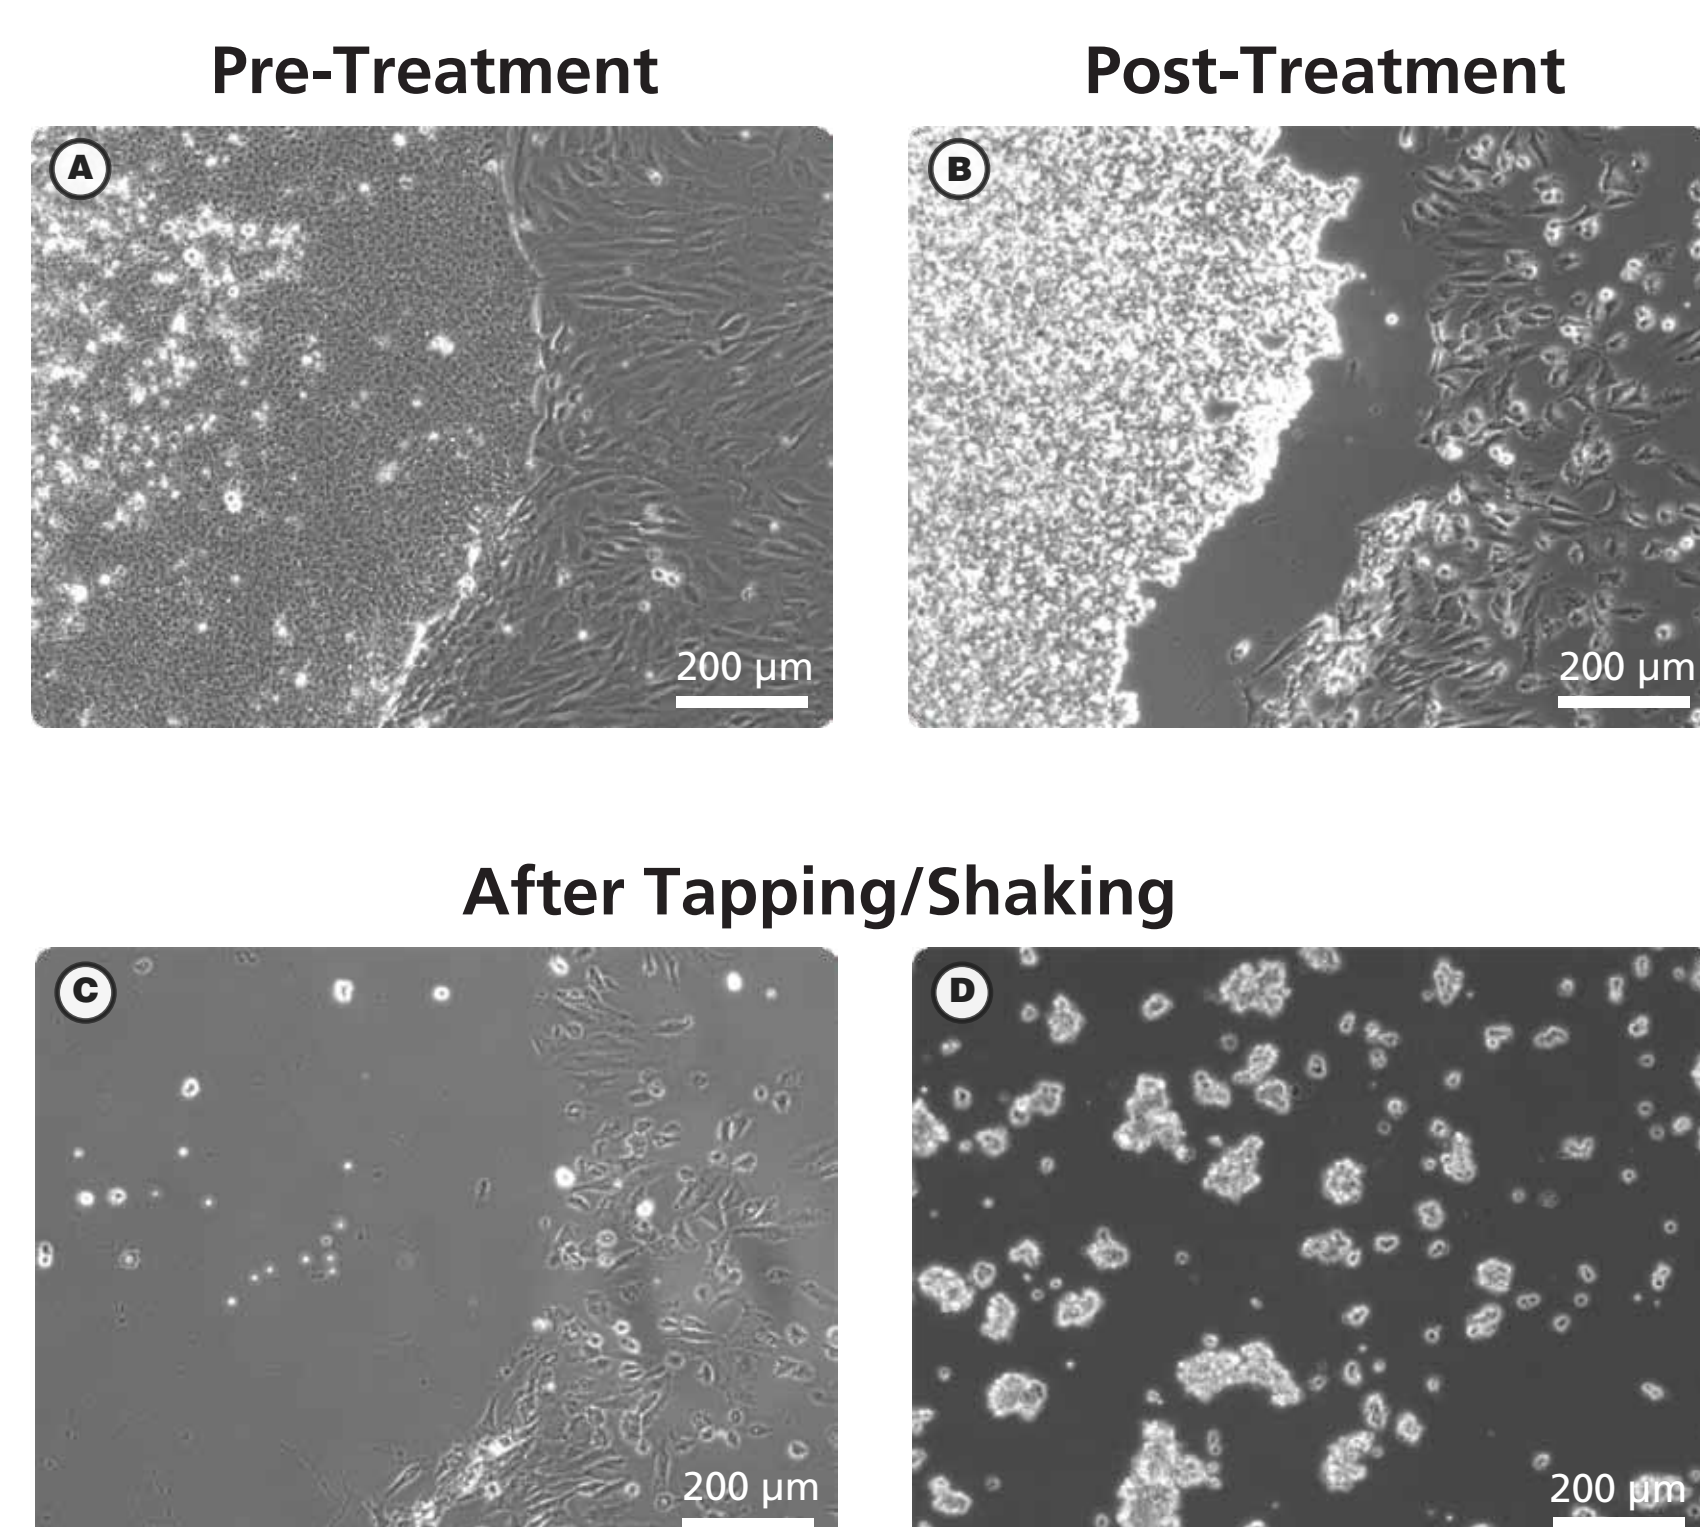 Pre-Treatment
Post-Treatment
A
B
200 µm
200 µm
After Tapping/Shaking
C
D
200 µm
200 µm